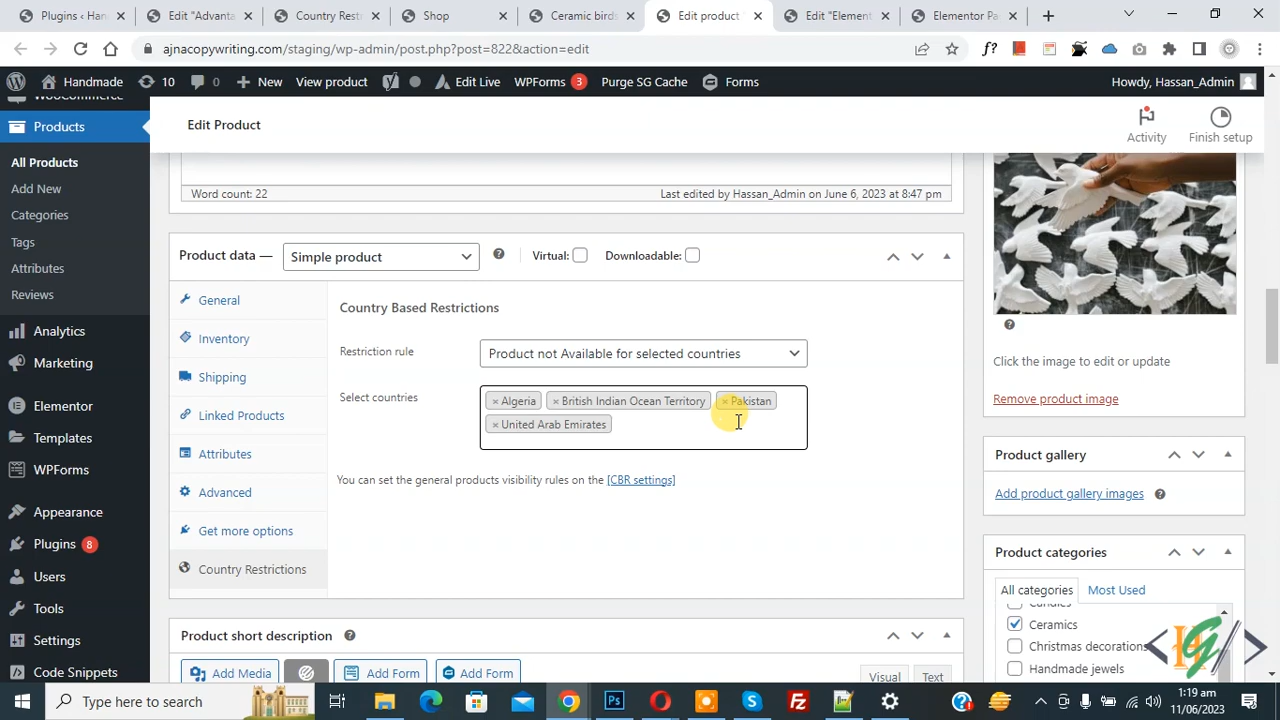 Plugins ‹ Han
Edit "Advanta
Country Rest
Shop
Ceramic birds
Edit product
Edit "Element
Elementor Pa
ajnacopywriting.com/staging/wp-admin/post.php?post=822&action=edit
Handmade
10
New
View product
Edit Live
WPForms 3
Purge SG Cache
Forms
Howdy, Hassan_Admin
WooCommerce
Products
All Products
Add New
Categories
Tags
Attributes
Reviews
Analytics
Marketing
Elementor
Templates
WPForms
Appearance
Plugins 8
Users
Tools
Settings
Code Snippets
Edit Product
Activity
Finish setup
Word count: 22
Last edited by Hassan_Admin on June 6, 2023 at 8:47 pm
Product data —
Simple product
Virtual:
Downloadable:
General
Inventory
Shipping
Linked Products
Attributes
Advanced
Get more options
Country Restrictions
Country Based Restrictions
Restriction rule
Product not Available for selected countries
Select countries
× Algeria
× British Indian Ocean Territory
× Pakistan
× United Arab Emirates
You can set the general products visibility rules on the [CBR settings]
Product short description
Add Media
Add Form
Add Form
Visual
Text
Click the image to edit or update
Remove product image
Product gallery
Add product gallery images
Product categories
All categories
Most Used
Candles
Ceramics
Christmas decorations
Handmade jewels
Type here to search
1:19 am
11/06/2023